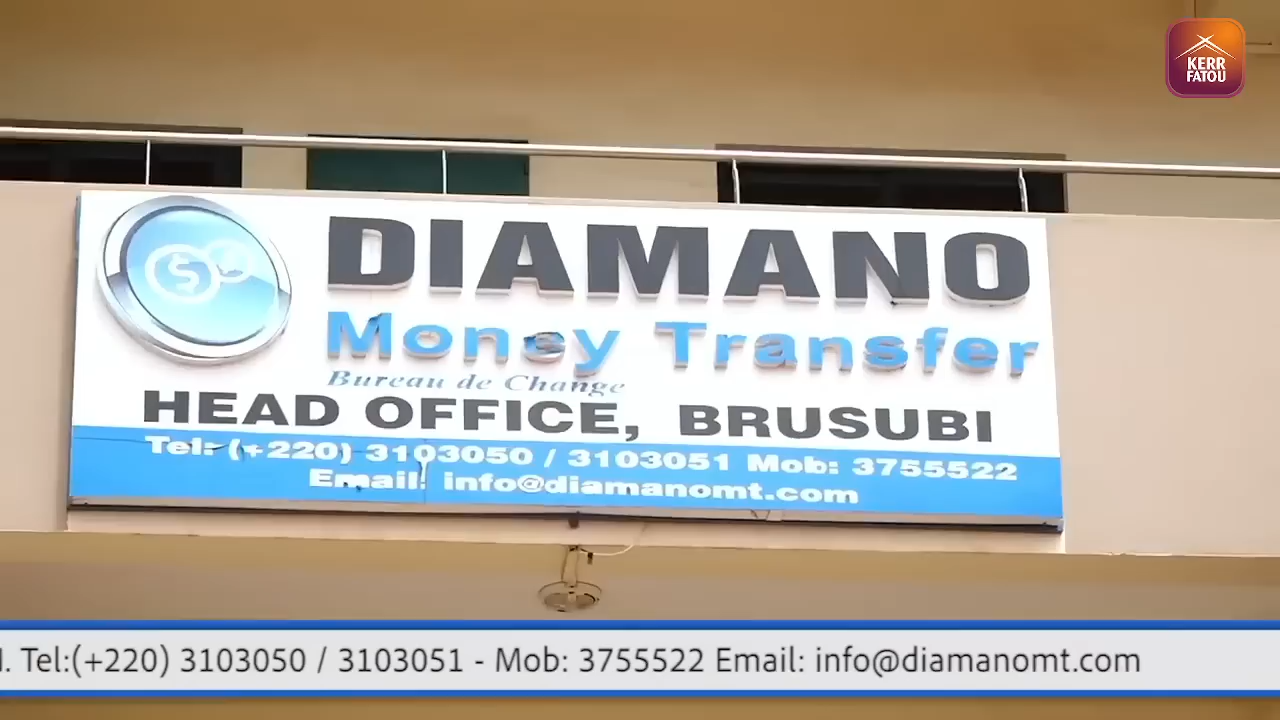 KERR
FATOU
DIAMANO
Money Transfer
Bureau de Change
HEAD OFFICE, BRUSUBI
Tel: (+220) 3103050 / 3103051 Mob: 3755522
Email: info@diamanomt.com
. Tel:(+220) 3103050 / 3103051 - Mob: 3755522 Email: info@diamanomt.com